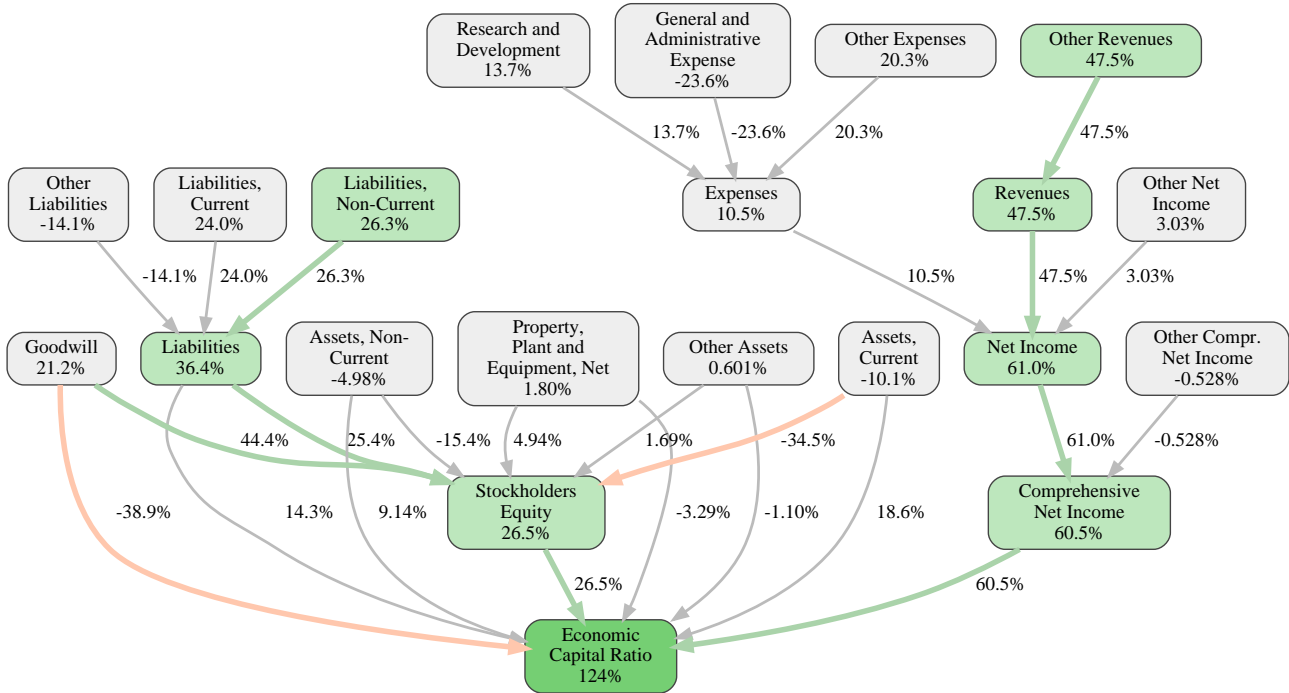 Research and
Development
13.7%
General and
Administrative
Expense
-23.6%
Other Expenses
20.3%
Other Revenues
47.5%
13.7%
-23.6%
20.3%
47.5%
Other
Liabilities
-14.1%
Liabilities,
Current
24.0%
Liabilities,
Non-Current
26.3%
Expenses
10.5%
Revenues
47.5%
Other Net
Income
3.03%
-14.1%
24.0%
26.3%
10.5%
47.5%
3.03%
Goodwill
21.2%
Liabilities
36.4%
Assets, Non-
Current
-4.98%
Property,
Plant and
Equipment, Net
1.80%
Other Assets
0.601%
Assets,
Current
-10.1%
Net Income
61.0%
Other Compr.
Net Income
-0.528%
44.4%
25.4%
-15.4%
4.94%
1.69%
-34.5%
61.0%
-0.528%
Stockholders
Equity
26.5%
Comprehensive
Net Income
60.5%
-38.9%
14.3%
9.14%
-3.29%
-1.10%
18.6%
26.5%
60.5%
Economic
Capital Ratio
124%